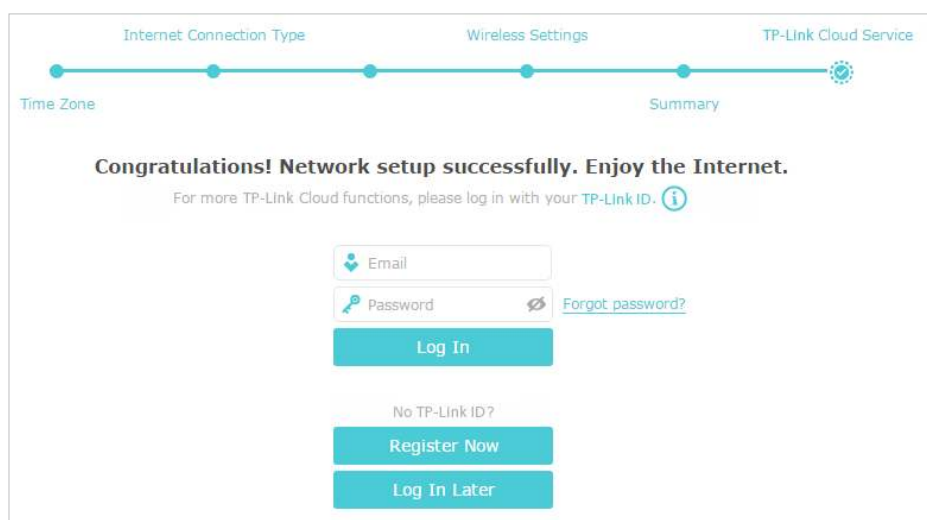 Internet Connection Type Wireless Settings TP-Link Cloud Service
Time Zone Summary
Congratulations! Network setup successfully. Enjoy the Internet.
For more TP-Link Cloud functions, please log in with your TP-Link ID. i
Email
Password Forgot password?
Log In
No TP-Link ID?
Register Now
Log In Later